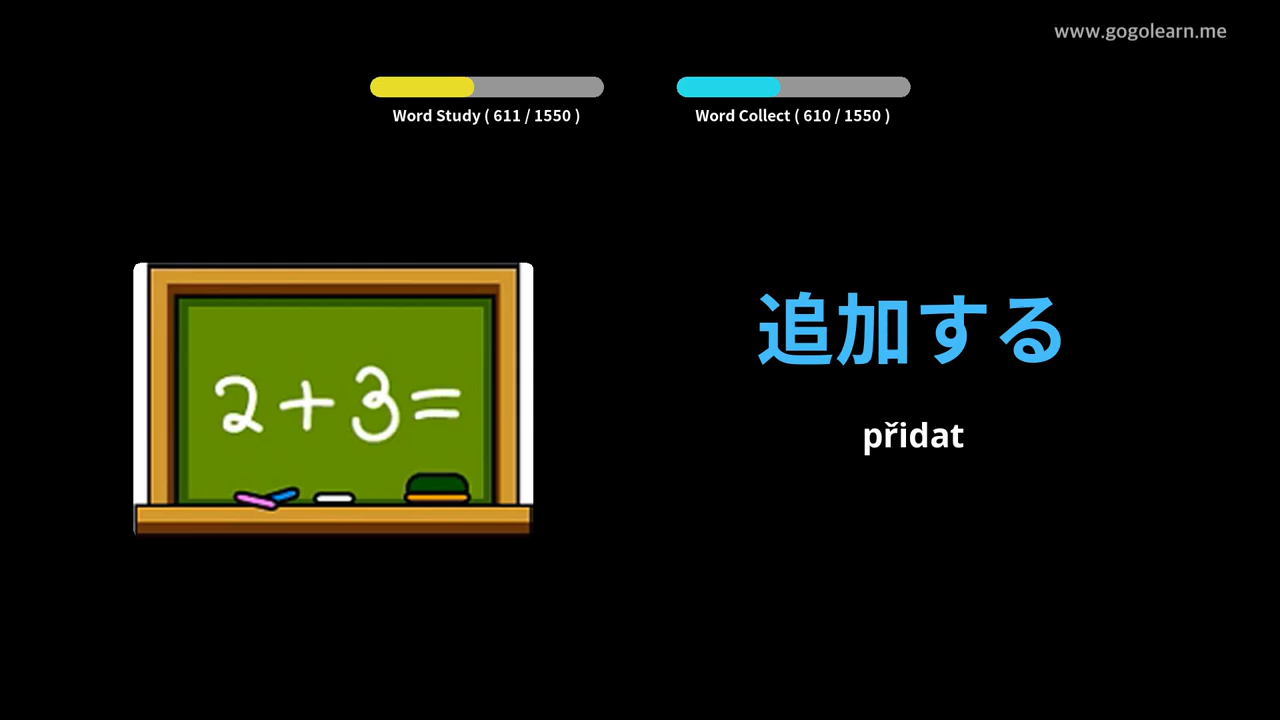 www.gogolearn.me
Word Study ( 611 / 1550 )
Word Collect ( 610 / 1550 )
2+3=
追加する
přidat